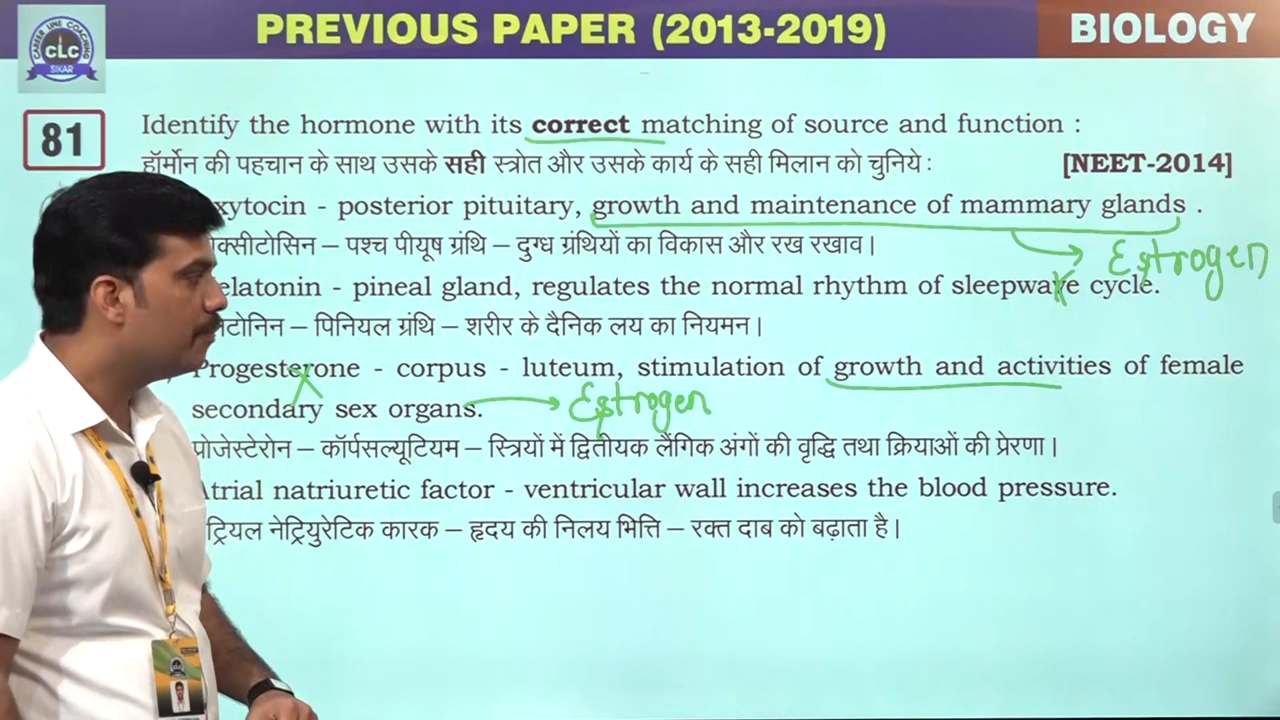 PREVIOUS PAPER (2013-2019)
BIOLOGY
CAREER LINE COACHING
CLC
SIKAR
81
Identify the hormone with its correct matching of source and function :
हॉर्मोन की पहचान के साथ उसके सही स्त्रोत और उसके कार्य के सही मिलान को चुनिये :
[NEET-2014]
xytocin - posterior pituitary, growth and maintenance of mammary glands .
क्सीटोसिन – पश्च पीयूष ग्रंथि – दुग्ध ग्रंथियों का विकास और रख रखाव।
Estrogen
elatonin - pineal gland, regulates the normal rhythm of sleepwake cycle.
टोनिन – पिनियल ग्रंथि – शरीर के दैनिक लय का नियमन।
Progesterone - corpus - luteum, stimulation of growth and activities of female
secondary sex organs.
Estrogen
प्रोजेस्टेरोन – कॉर्पसल्यूटियम – स्त्रियों में द्वितीयक लैंगिक अंगों की वृद्धि तथा क्रियाओं की प्रेरणा।
Atrial natriuretic factor - ventricular wall increases the blood pressure.
ट्रियल नेट्रियुरेटिक कारक – हृदय की निलय भित्ति – रक्त दाब को बढ़ाता है।